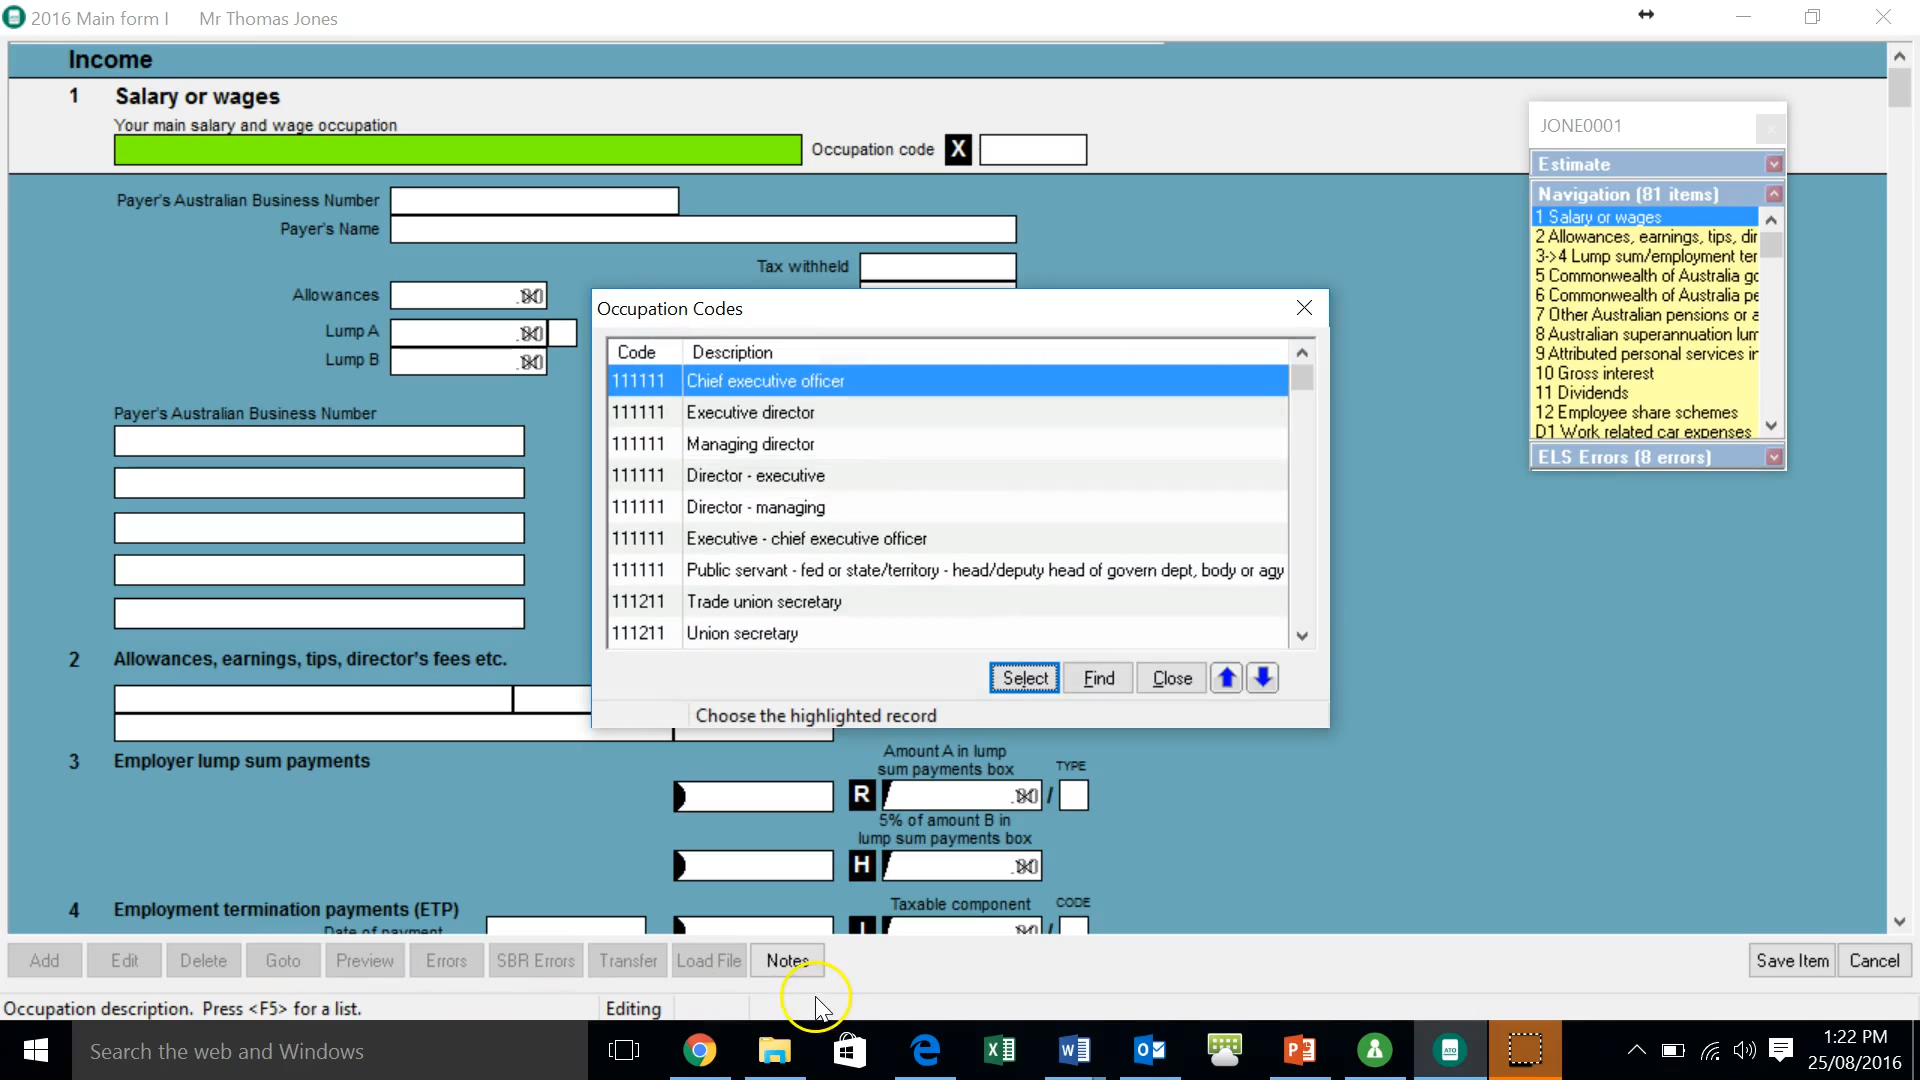 2016 Main form I Mr Thomas Jones
Income
1 Salary or wages
Your main salary and wage occupation
Occupation code X
Payer's Australian Business Number
Payer's Name
Tax withheld
Allowances
Lump A
Lump B
Payer's Australian Business Number
2 Allowances, earnings, tips, director's fees etc.
3 Employer lump sum payments
Amount A in lump
sum payments box
TYPE
R /
5% of amount B in
lump sum payments box
H
4 Employment termination payments (ETP)
Taxable component
CODE
Date of payment
I /
Occupation Codes
Code Description
111111 Chief executive officer
111111 Executive director
111111 Managing director
111111 Director - executive
111111 Director - managing
111111 Executive - chief executive officer
111111 Public servant - fed or state/territory - head/deputy head of govern dept, body or agy
111211 Trade union secretary
111211 Union secretary
Select Find Close
Choose the highlighted record
JONE0001
Estimate
Navigation (81 items)
1 Salary or wages
2 Allowances, earnings, tips, dir
3->4 Lump sum/employment ter
5 Commonwealth of Australia go
6 Commonwealth of Australia pe
7 Other Australian pensions or a
8 Australian superannuation lum
9 Attributed personal services in
10 Gross interest
11 Dividends
12 Employee share schemes
D1 Work related car expenses
ELS Errors (8 errors)
Add Edit Delete Goto Preview Errors SBR Errors Transfer Load File Notes Save Item Cancel
Occupation description. Press <F5> for a list. Editing
Search the web and Windows
ATO
1:22 PM
25/08/2016